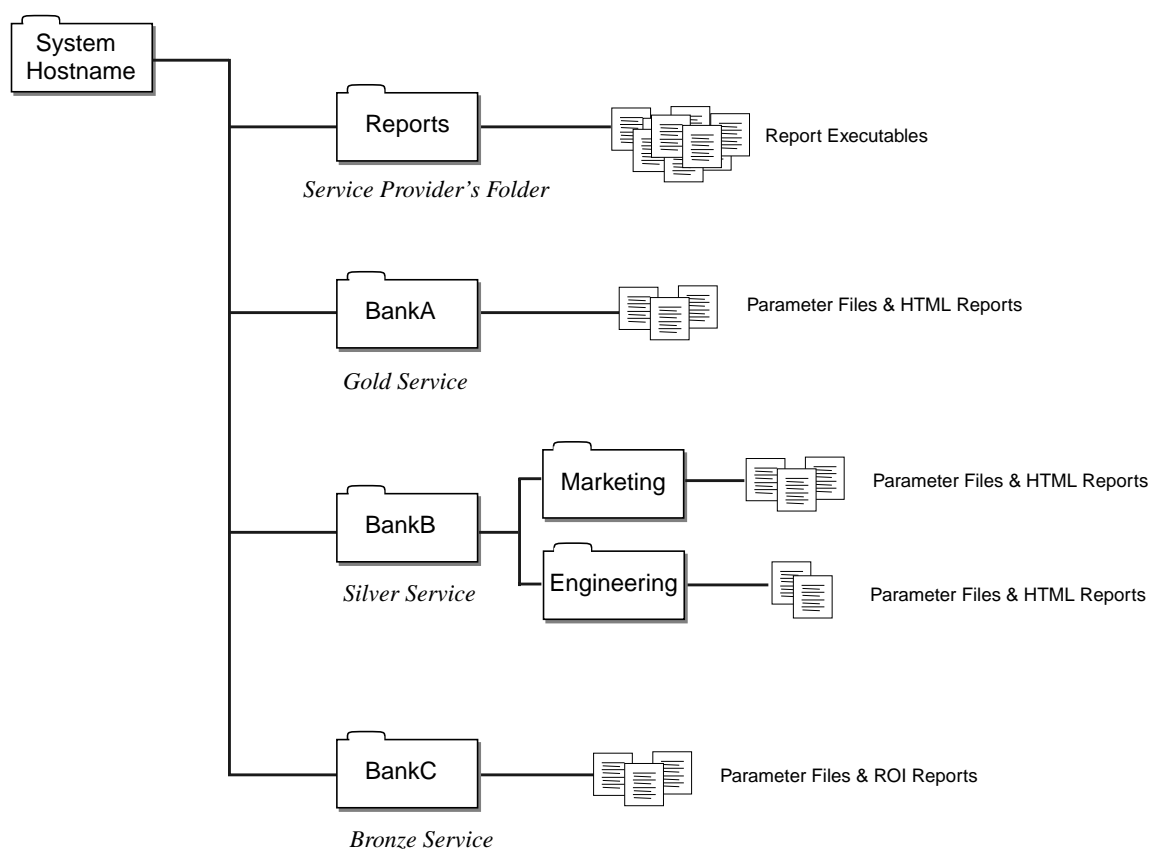 System
Hostname
Reports
Report Executables
Service Provider’s Folder
BankA
Parameter Files & HTML Reports
Gold Service
Marketing
Parameter Files & HTML Reports
BankB
Silver Service
Engineering
Parameter Files & HTML Reports
BankC
Parameter Files & ROI Reports
Bronze Service